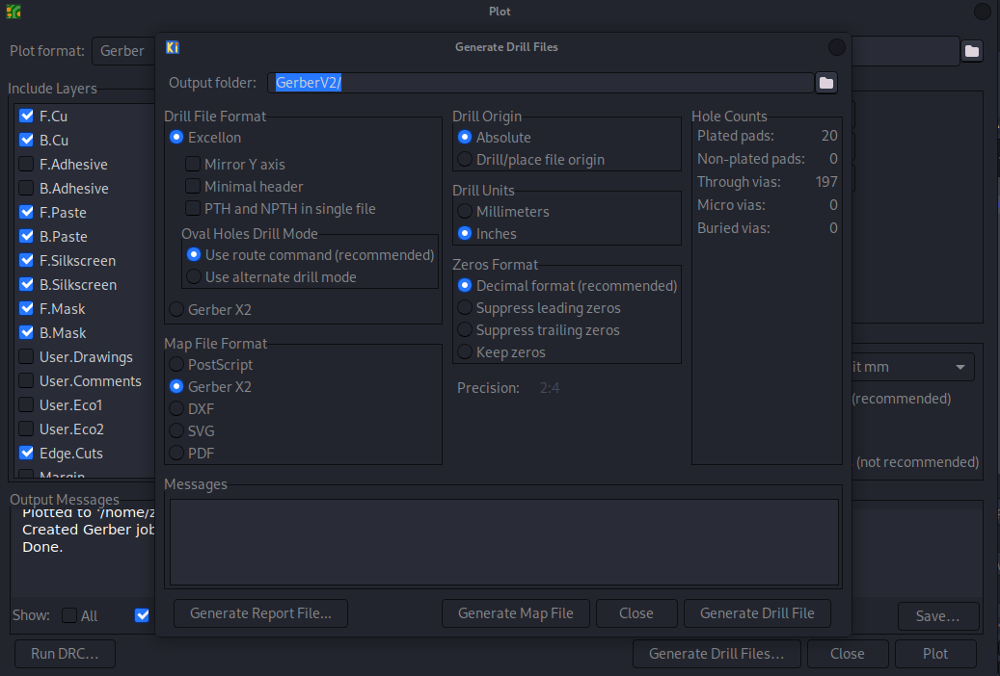 Plot
Plot format: Gerber
Include Layers
F.Cu
B.Cu
F.Adhesive
B.Adhesive
F.Paste
B.Paste
F.Silkscreen
B.Silkscreen
F.Mask
B.Mask
User.Drawings
User.Comments
User.Eco1
User.Eco2
Edge.Cuts
Margin
Ki
Generate Drill Files
Output folder: GerberV2/
Drill File Format
Excellon
Mirror Y axis
Minimal header
PTH and NPTH in single file
Oval Holes Drill Mode
Use route command (recommended)
Use alternate drill mode
Gerber X2
Map File Format
PostScript
Gerber X2
DXF
SVG
PDF
Drill Origin
Absolute
Drill/place file origin
Drill Units
Millimeters
Inches
Zeros Format
Decimal format (recommended)
Suppress leading zeros
Suppress trailing zeros
Keep zeros
Precision: 2:4
Hole Counts
Plated pads: 20
Non-plated pads: 0
Through vias: 197
Micro vias: 0
Buried vias: 0
it mm
(recommended)
(not recommended)
Messages
Generate Report File...
Generate Map File
Close
Generate Drill File
Output Messages
Plotted to '/home/z
Created Gerber job
Done.
Show: All
Save...
Run DRC...
Generate Drill Files...
Close
Plot